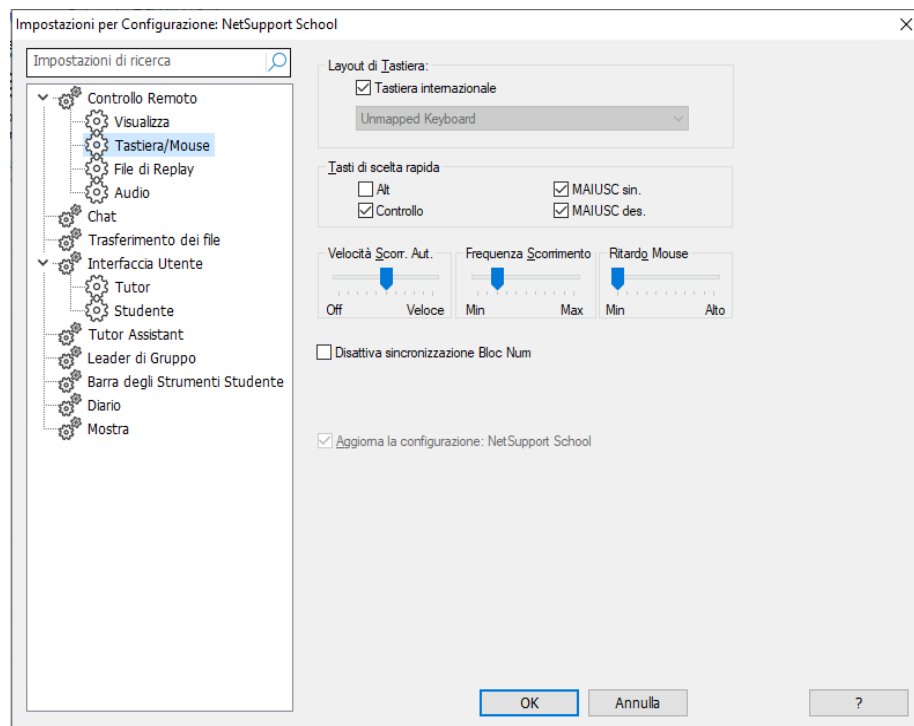 Impostazioni per Configurazione: NetSupport School
Impostazioni di ricerca
Controllo Remoto
Visualizza
Tastiera/Mouse
File di Replay
Audio
Chat
Trasferimento dei file
Interfaccia Utente
Tutor
Studente
Tutor Assistant
Leader di Gruppo
Barra degli Strumenti Studente
Diario
Mostra
Layout di Tastiera:
Tastiera internazionale
Unmapped Keyboard
Tasti di scelta rapida
Alt
MAIUSC sin.
Controllo
MAIUSC des.
Velocità Scorr. Aut.
Off Veloce
Frequenza Scorrimento
Min Max
Ritardo Mouse
Min Alto
Disattiva sincronizzazione Bloc Num
Aggiorna la configurazione: NetSupport School
OK
Annulla
?